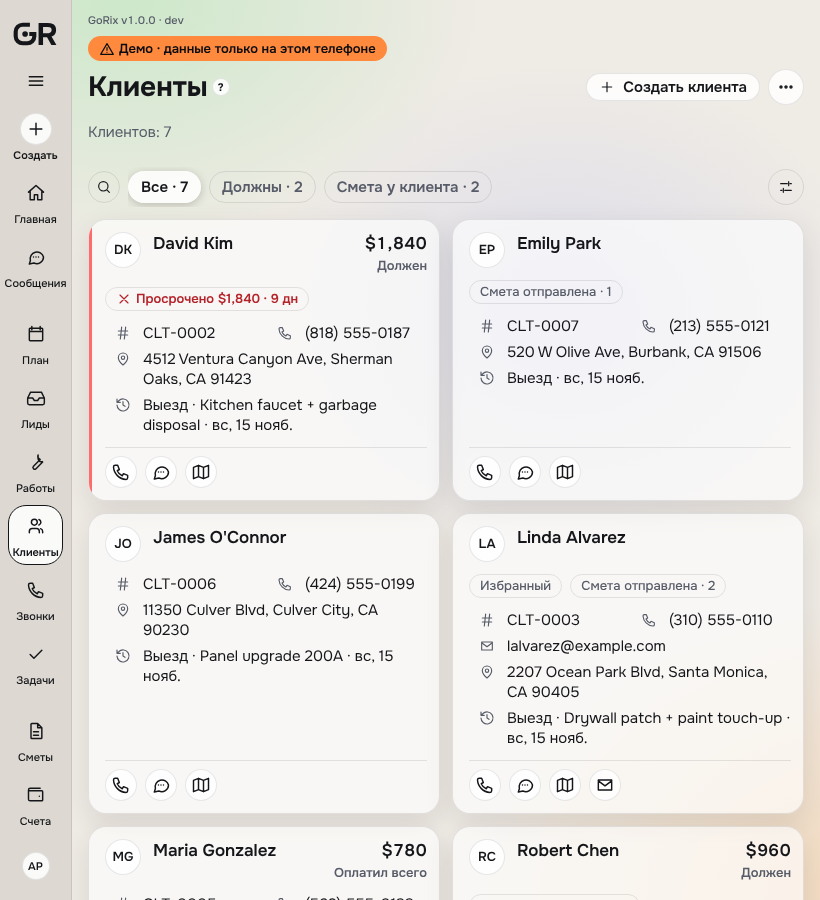 GR
GoRix v1.0.0 · dev
Демо · данные только на этом телефоне
Клиенты ?
Создать клиента
Клиентов: 7
Все · 7
Должны · 2
Смета у клиента · 2
Создать
Главная
Сообщения
План
Лиды
Работы
Клиенты
Звонки
Задачи
Сметы
Счета
AP
DK
David Kim
$1,840
Должен
Просрочено $1,840 · 9 дн
CLT-0002
(818) 555-0187
4512 Ventura Canyon Ave, Sherman
Oaks, CA 91423
Выезд · Kitchen faucet + garbage
disposal · вс, 15 нояб.
EP
Emily Park
Смета отправлена · 1
CLT-0007
(213) 555-0121
520 W Olive Ave, Burbank, CA 91506
Выезд · вс, 15 нояб.
JO
James O'Connor
CLT-0006
(424) 555-0199
11350 Culver Blvd, Culver City, CA
90230
Выезд · Panel upgrade 200A · вс, 15
нояб.
LA
Linda Alvarez
Избранный
Смета отправлена · 2
CLT-0003
(310) 555-0110
lalvarez@example.com
2207 Ocean Park Blvd, Santa Monica,
CA 90405
Выезд · Drywall patch + paint touch-up ·
вс, 15 нояб.
MG
Maria Gonzalez
$780
Оплатил всего
RC
Robert Chen
$960
Должен